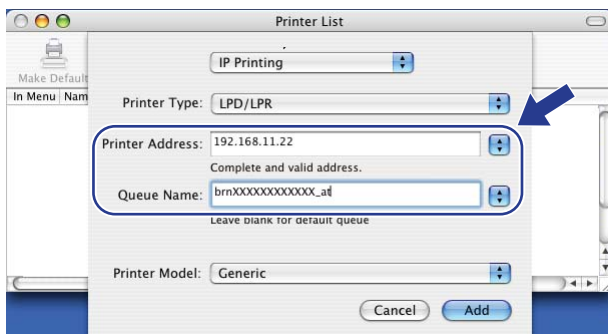 Printer List
IP Printing
Make Default
In Menu Nam
Printer Type: LPD/LPR
Printer Address: 192.168.11.22
Complete and valid address.
Queue Name: brnXXXXXXXXXXXX_at
Leave blank for default queue
Printer Model: Generic
Cancel Add